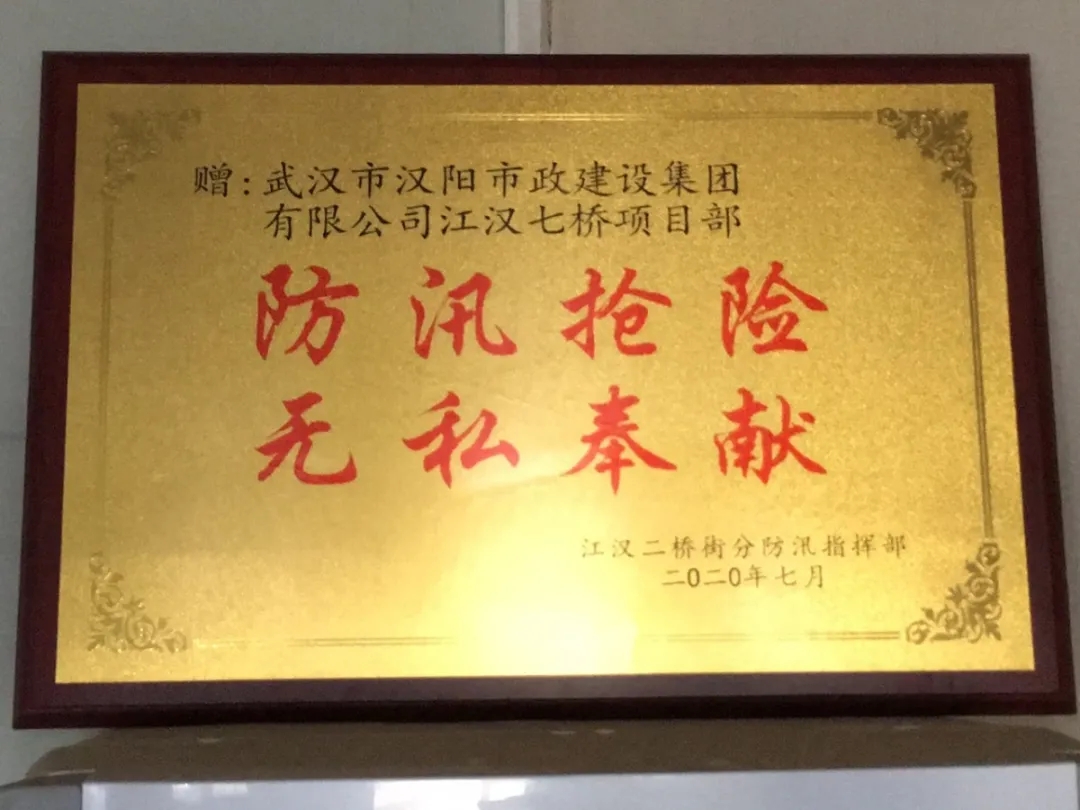 赠:武汉市汉阳市政建设集团
有限公司江汉七桥项目部
防汛抢险
无私奉献
江汉二桥街分防汛指挥部
二0二0年七月